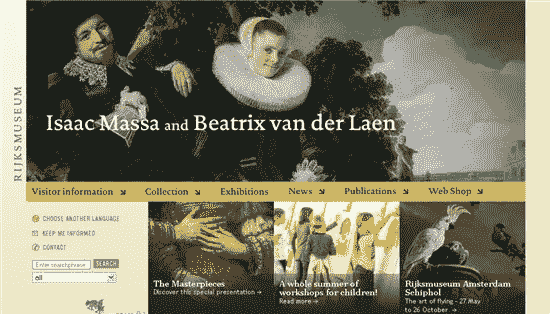 RIJKSMUSEUM
Isaac Massa and Beatrix van der Laen
Visitor information
Collection
Exhibitions
News
Publications
Web Shop
CHOOSE ANOTHER LANGUAGE
KEEP ME INFORMED
CONTACT
Enter searchphrase
SEARCH
all
The Masterpieces
Discover this special presentation →
A whole summer of
workshops for children!
Read more →
Rijksmuseum Amsterdam
Schiphol
The art of flying - 27 May
to 26 October →